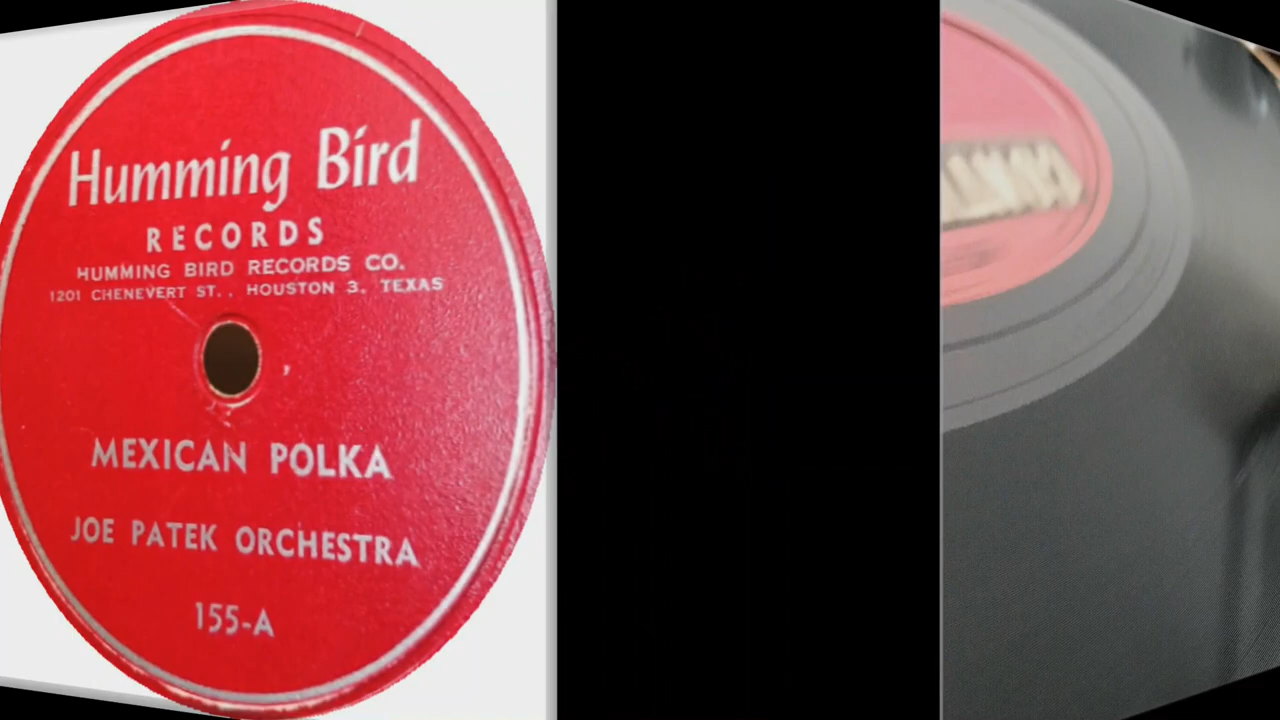 Humming Bird
RECORDS
HUMMING BIRD RECORDS CO.
1201 CHENEVERT ST., HOUSTON 3, TEXAS
MEXICAN POLKA
JOE PATEK ORCHESTRA
155-A